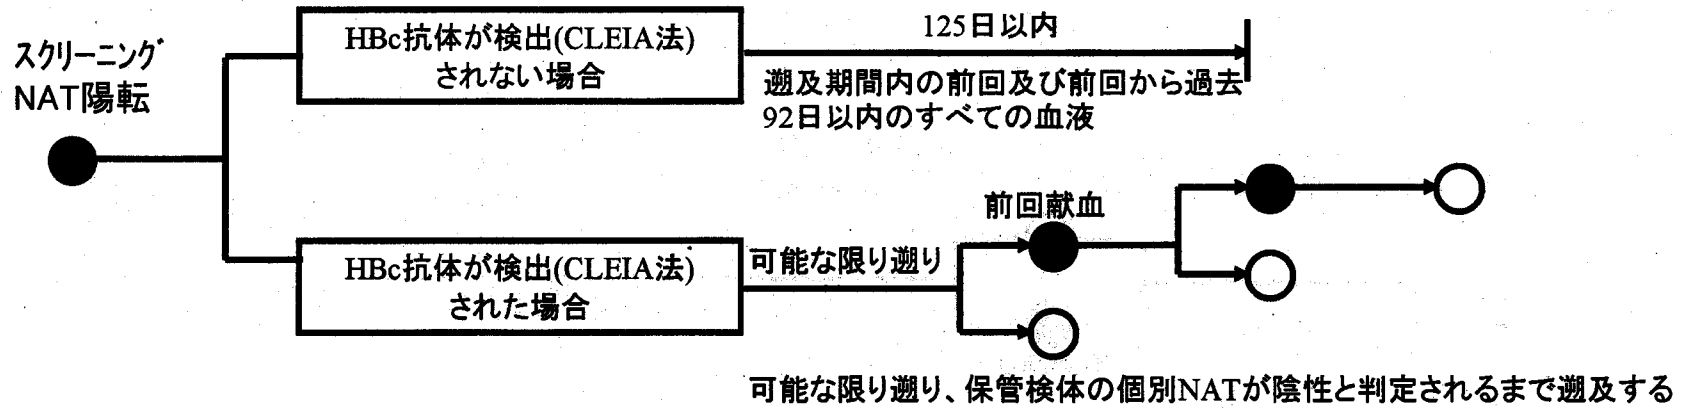 スクリーニング
NAT陽転
HBc抗体が検出(CLEIA法)
されない場合
125日以内
遡及期間内の前回及び前回から過去
92日以内のすべての血液
HBc抗体が検出(CLEIA法)
された場合
可能な限り遡り
前回献血
可能な限り遡り、保管検体の個別NATが陰性と判定されるまで遡及する